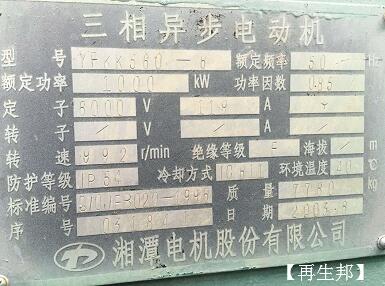 三相异步电动机
型号 YFKK560-6 额定频率 50 Hz
额定功率 1000 kW 功率因数 0.85
定子 6000 V 119 A
转子 / V / A
转速 992 r/min 绝缘等级 F 海拔 / m
防护等级 IP54 冷却方式 IC611 环境温度 40 ℃
标准编号 质量 7780 kg
序号 日期 2003.8
湘潭电机股份有限公司
【再生邦】